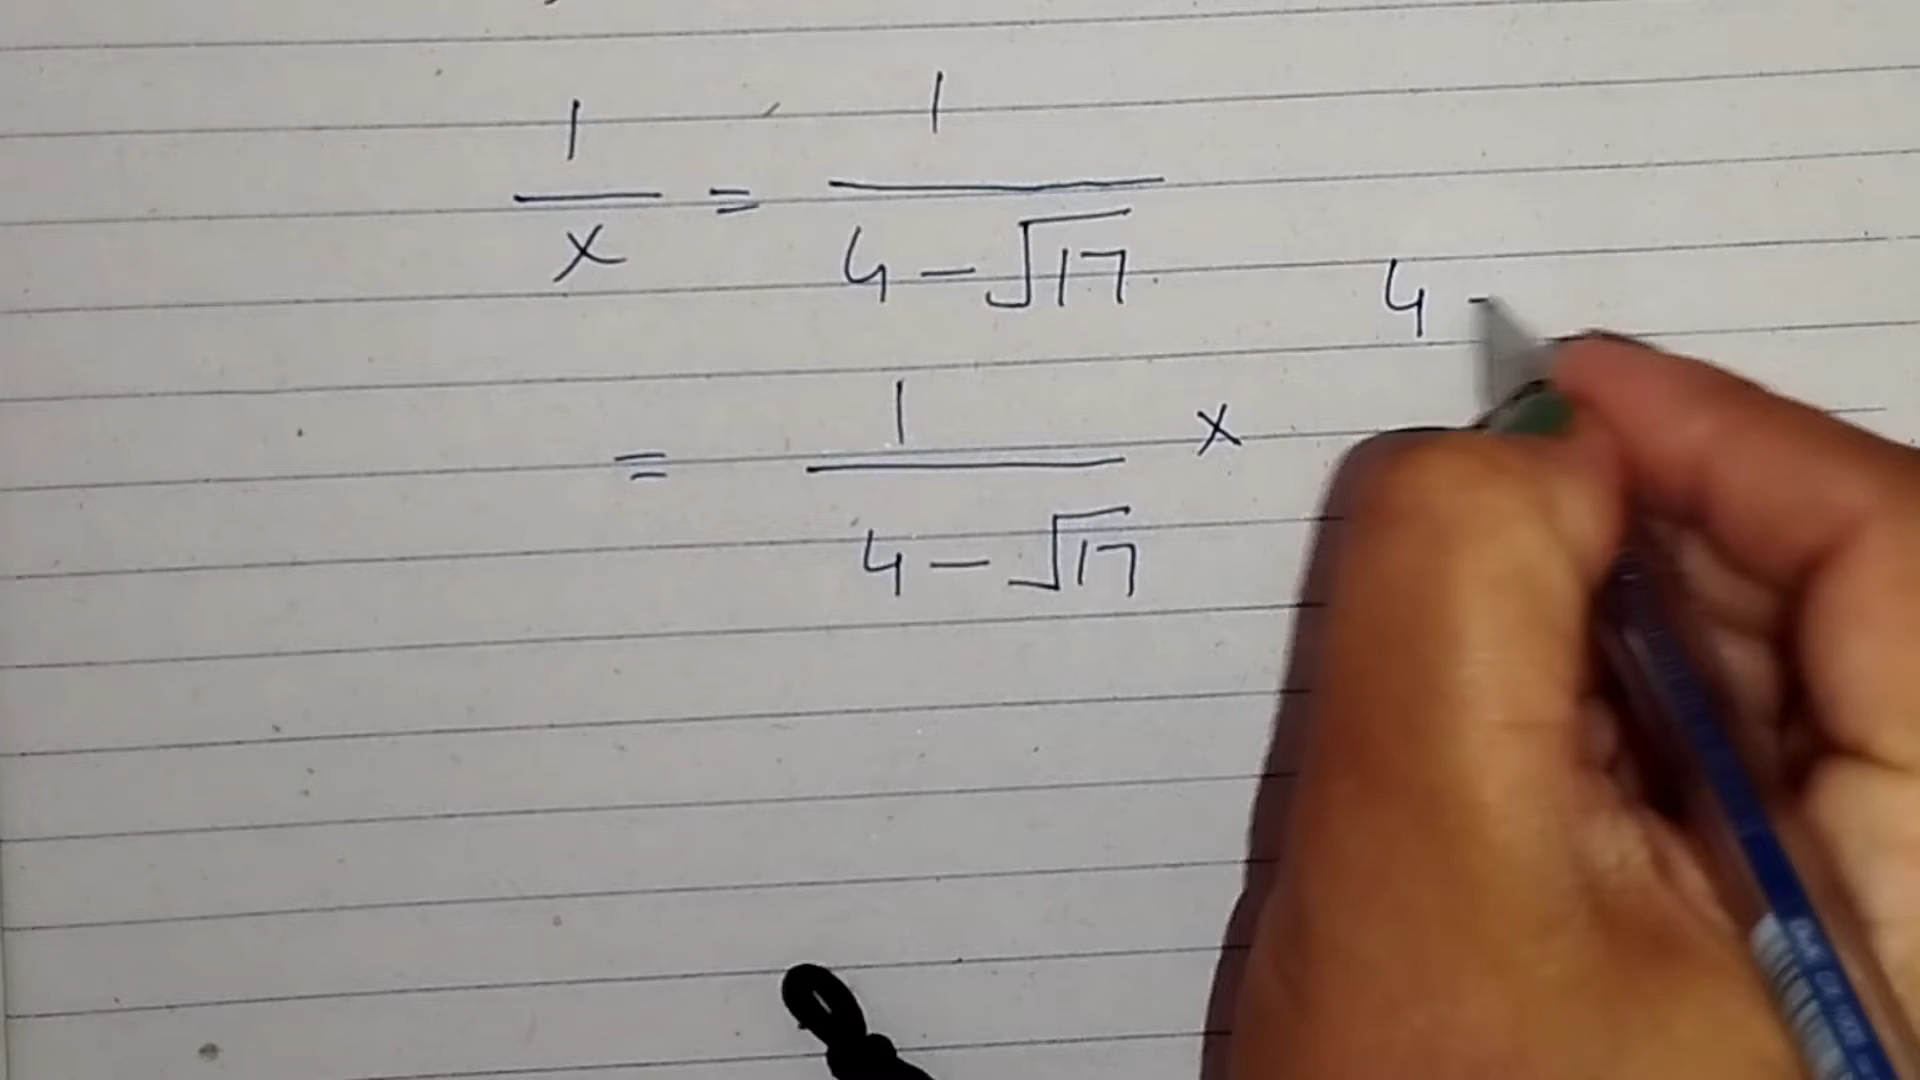 1/x = 1/(4 - √17)
= 1/(4 - √17) × 4 -